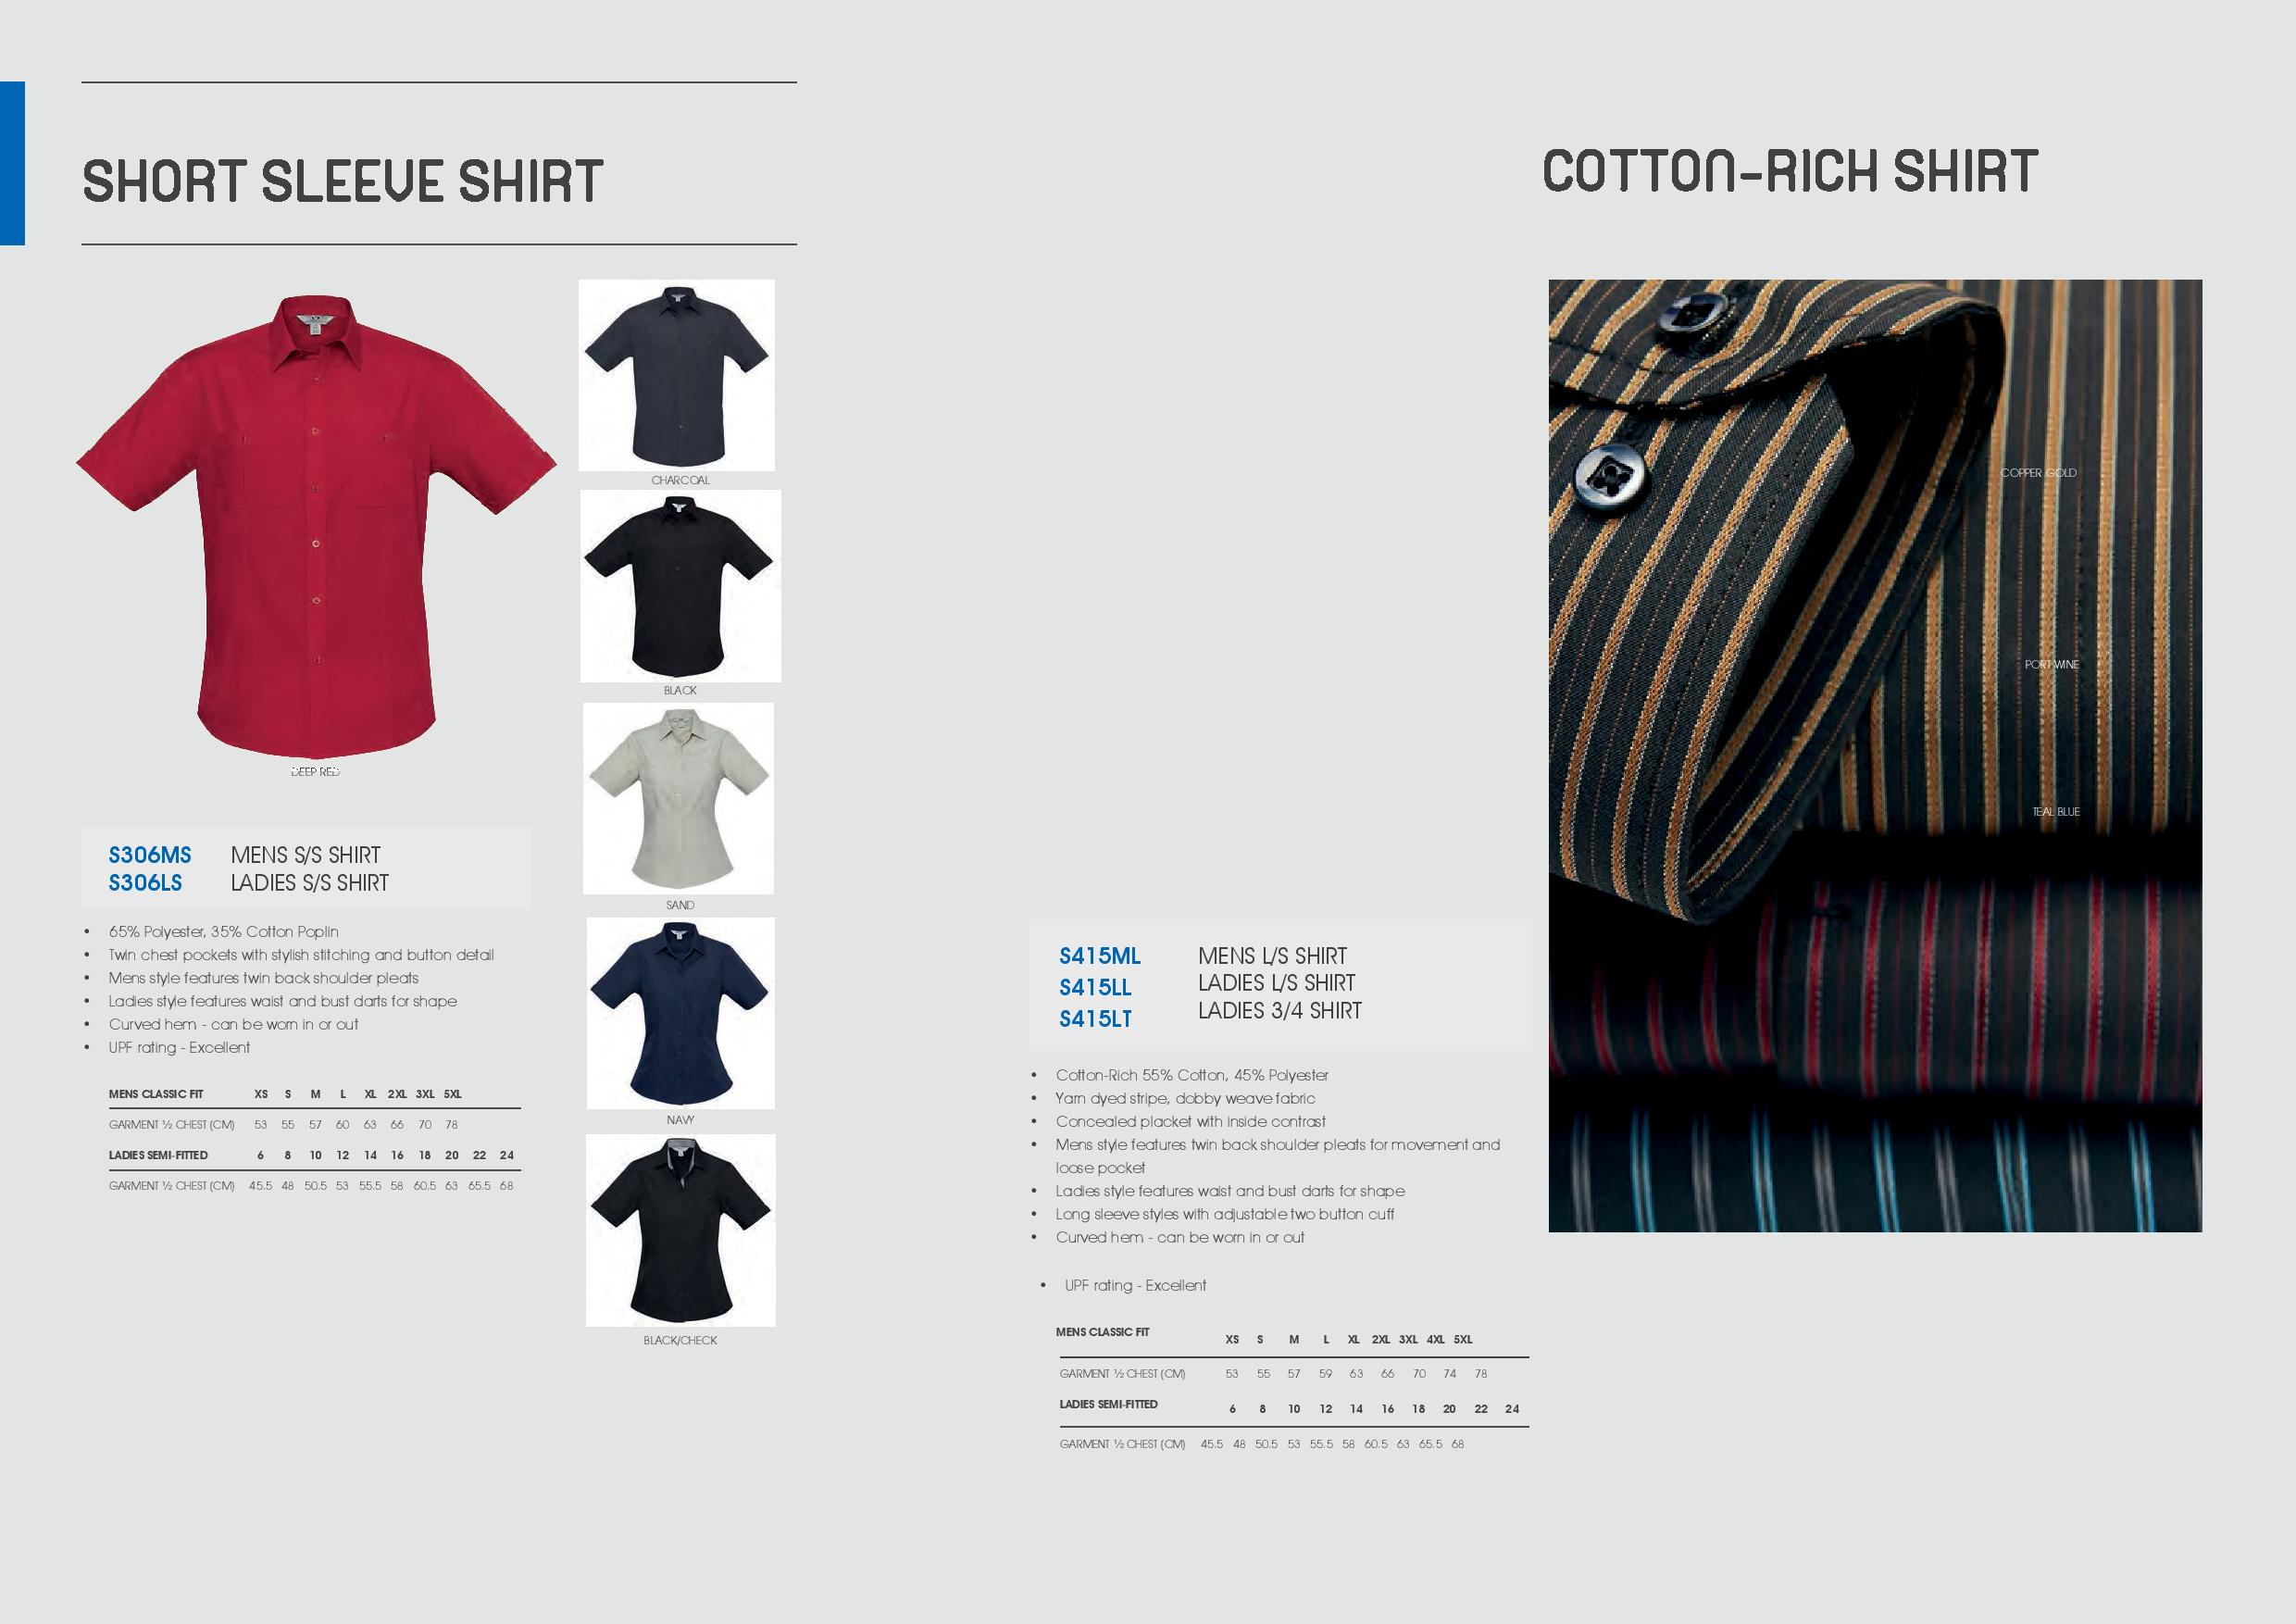 SHORT SLEEVE SHIRT
CHARCOAL
BLACK
SAND
NAVY
BLACK/CHECK
DEEP RED
S306MS MENS S/S SHIRT
S306LS LADIES S/S SHIRT
• 65% Polyester, 35% Cotton Poplin
• Twin chest pockets with stylish stitching and button detail
• Mens style features twin back shoulder pleats
• Ladies style features waist and bust darts for shape
• Curved hem - can be worn in or out
• UPF rating - Excellent
MENS CLASSIC FIT XS S M L XL 2XL 3XL 5XL
GARMENT ½ CHEST (CM) 53 55 57 60 63 66 70 78
LADIES SEMI-FITTED 6 8 10 12 14 16 18 20 22 24
GARMENT ½ CHEST (CM) 45.5 48 50.5 53 55.5 58 60.5 63 65.5 68
COTTON-RICH SHIRT
COPPER GOLD
PORT WINE
TEAL BLUE
S415ML MENS L/S SHIRT
S415LL LADIES L/S SHIRT
S415LT LADIES 3/4 SHIRT
• Cotton-Rich 55% Cotton, 45% Polyester
• Yarn dyed stripe, dobby weave fabric
• Concealed placket with inside contrast
• Mens style features twin back shoulder pleats for movement and
loose pocket
• Ladies style features waist and bust darts for shape
• Long sleeve styles with adjustable two button cuff
• Curved hem - can be worn in or out
• UPF rating - Excellent
MENS CLASSIC FIT XS S M L XL 2XL 3XL 4XL 5XL
GARMENT ½ CHEST (CM) 53 55 57 59 63 66 70 74 78
LADIES SEMI-FITTED 6 8 10 12 14 16 18 20 22 24
GARMENT ½ CHEST (CM) 45.5 48 50.5 53 55.5 58 60.5 63 65.5 68